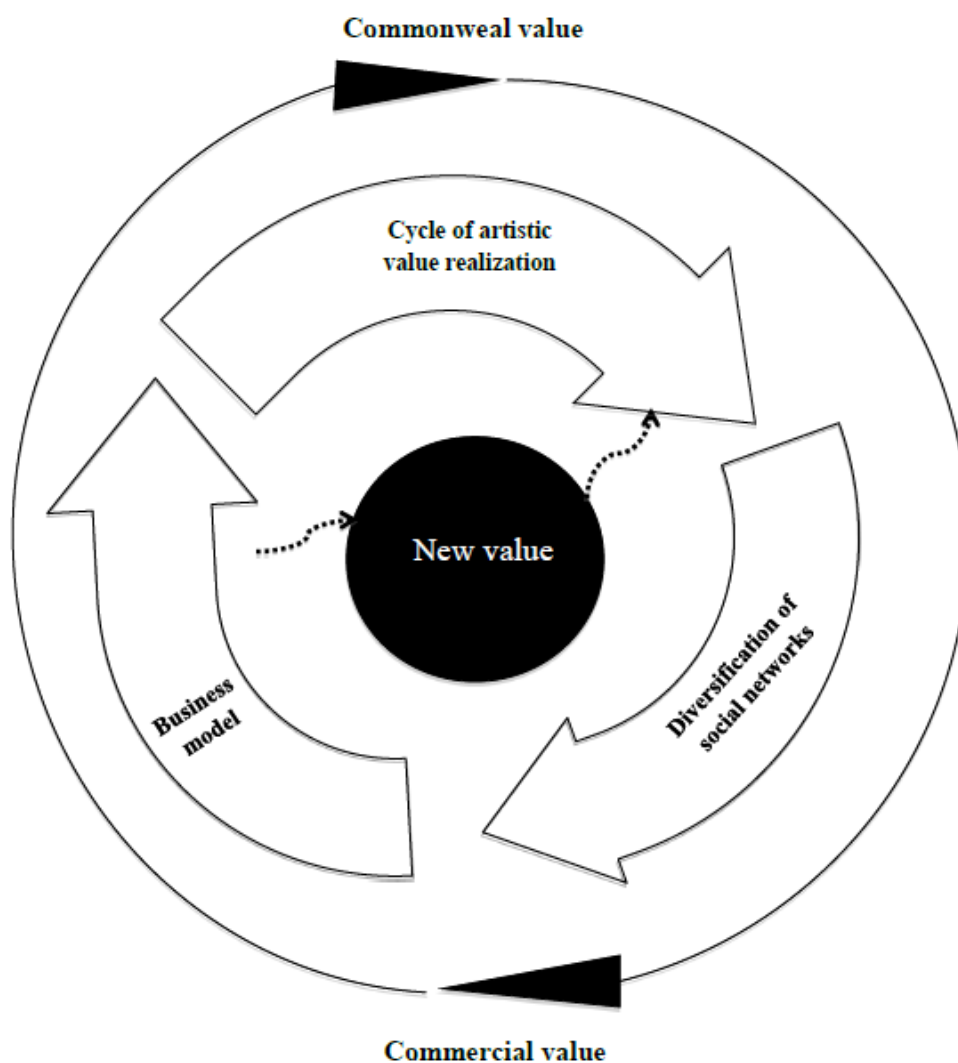 Commonweal value
Cycle of artistic
value realization
New value
Diversification of
social networks
Business
model
Commercial value